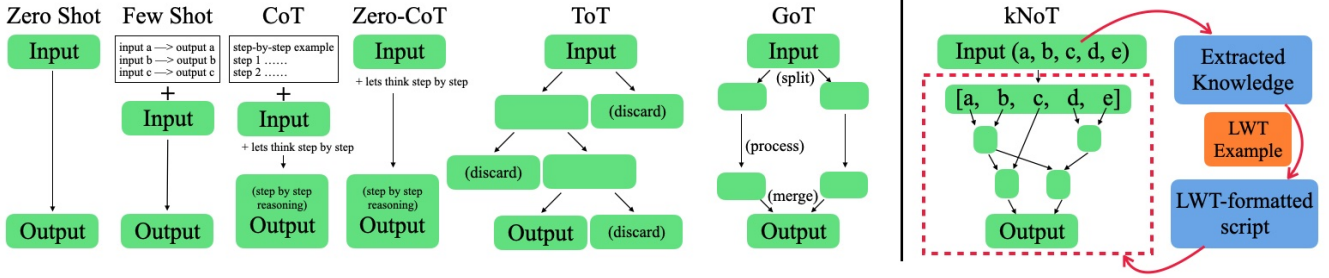 Zero Shot
Input
Output
Few Shot
input a —> output a
input b —> output b
input c —> output c
+
Input
Output
CoT
step-by-step example
step 1 ......
step 2 ......
+
Input
+ lets think step by step
(step by step
reasoning)
Output
Zero-CoT
Input
+ lets think step by step
(step by step
reasoning)
Output
ToT
Input
(discard)
(discard)
Output
(discard)
GoT
Input
(split)
(process)
(merge)
Output
kNoT
Input (a, b, c, d, e)
[a, b, c, d, e]
Output
Extracted
Knowledge
LWT
Example
LWT-formatted
script